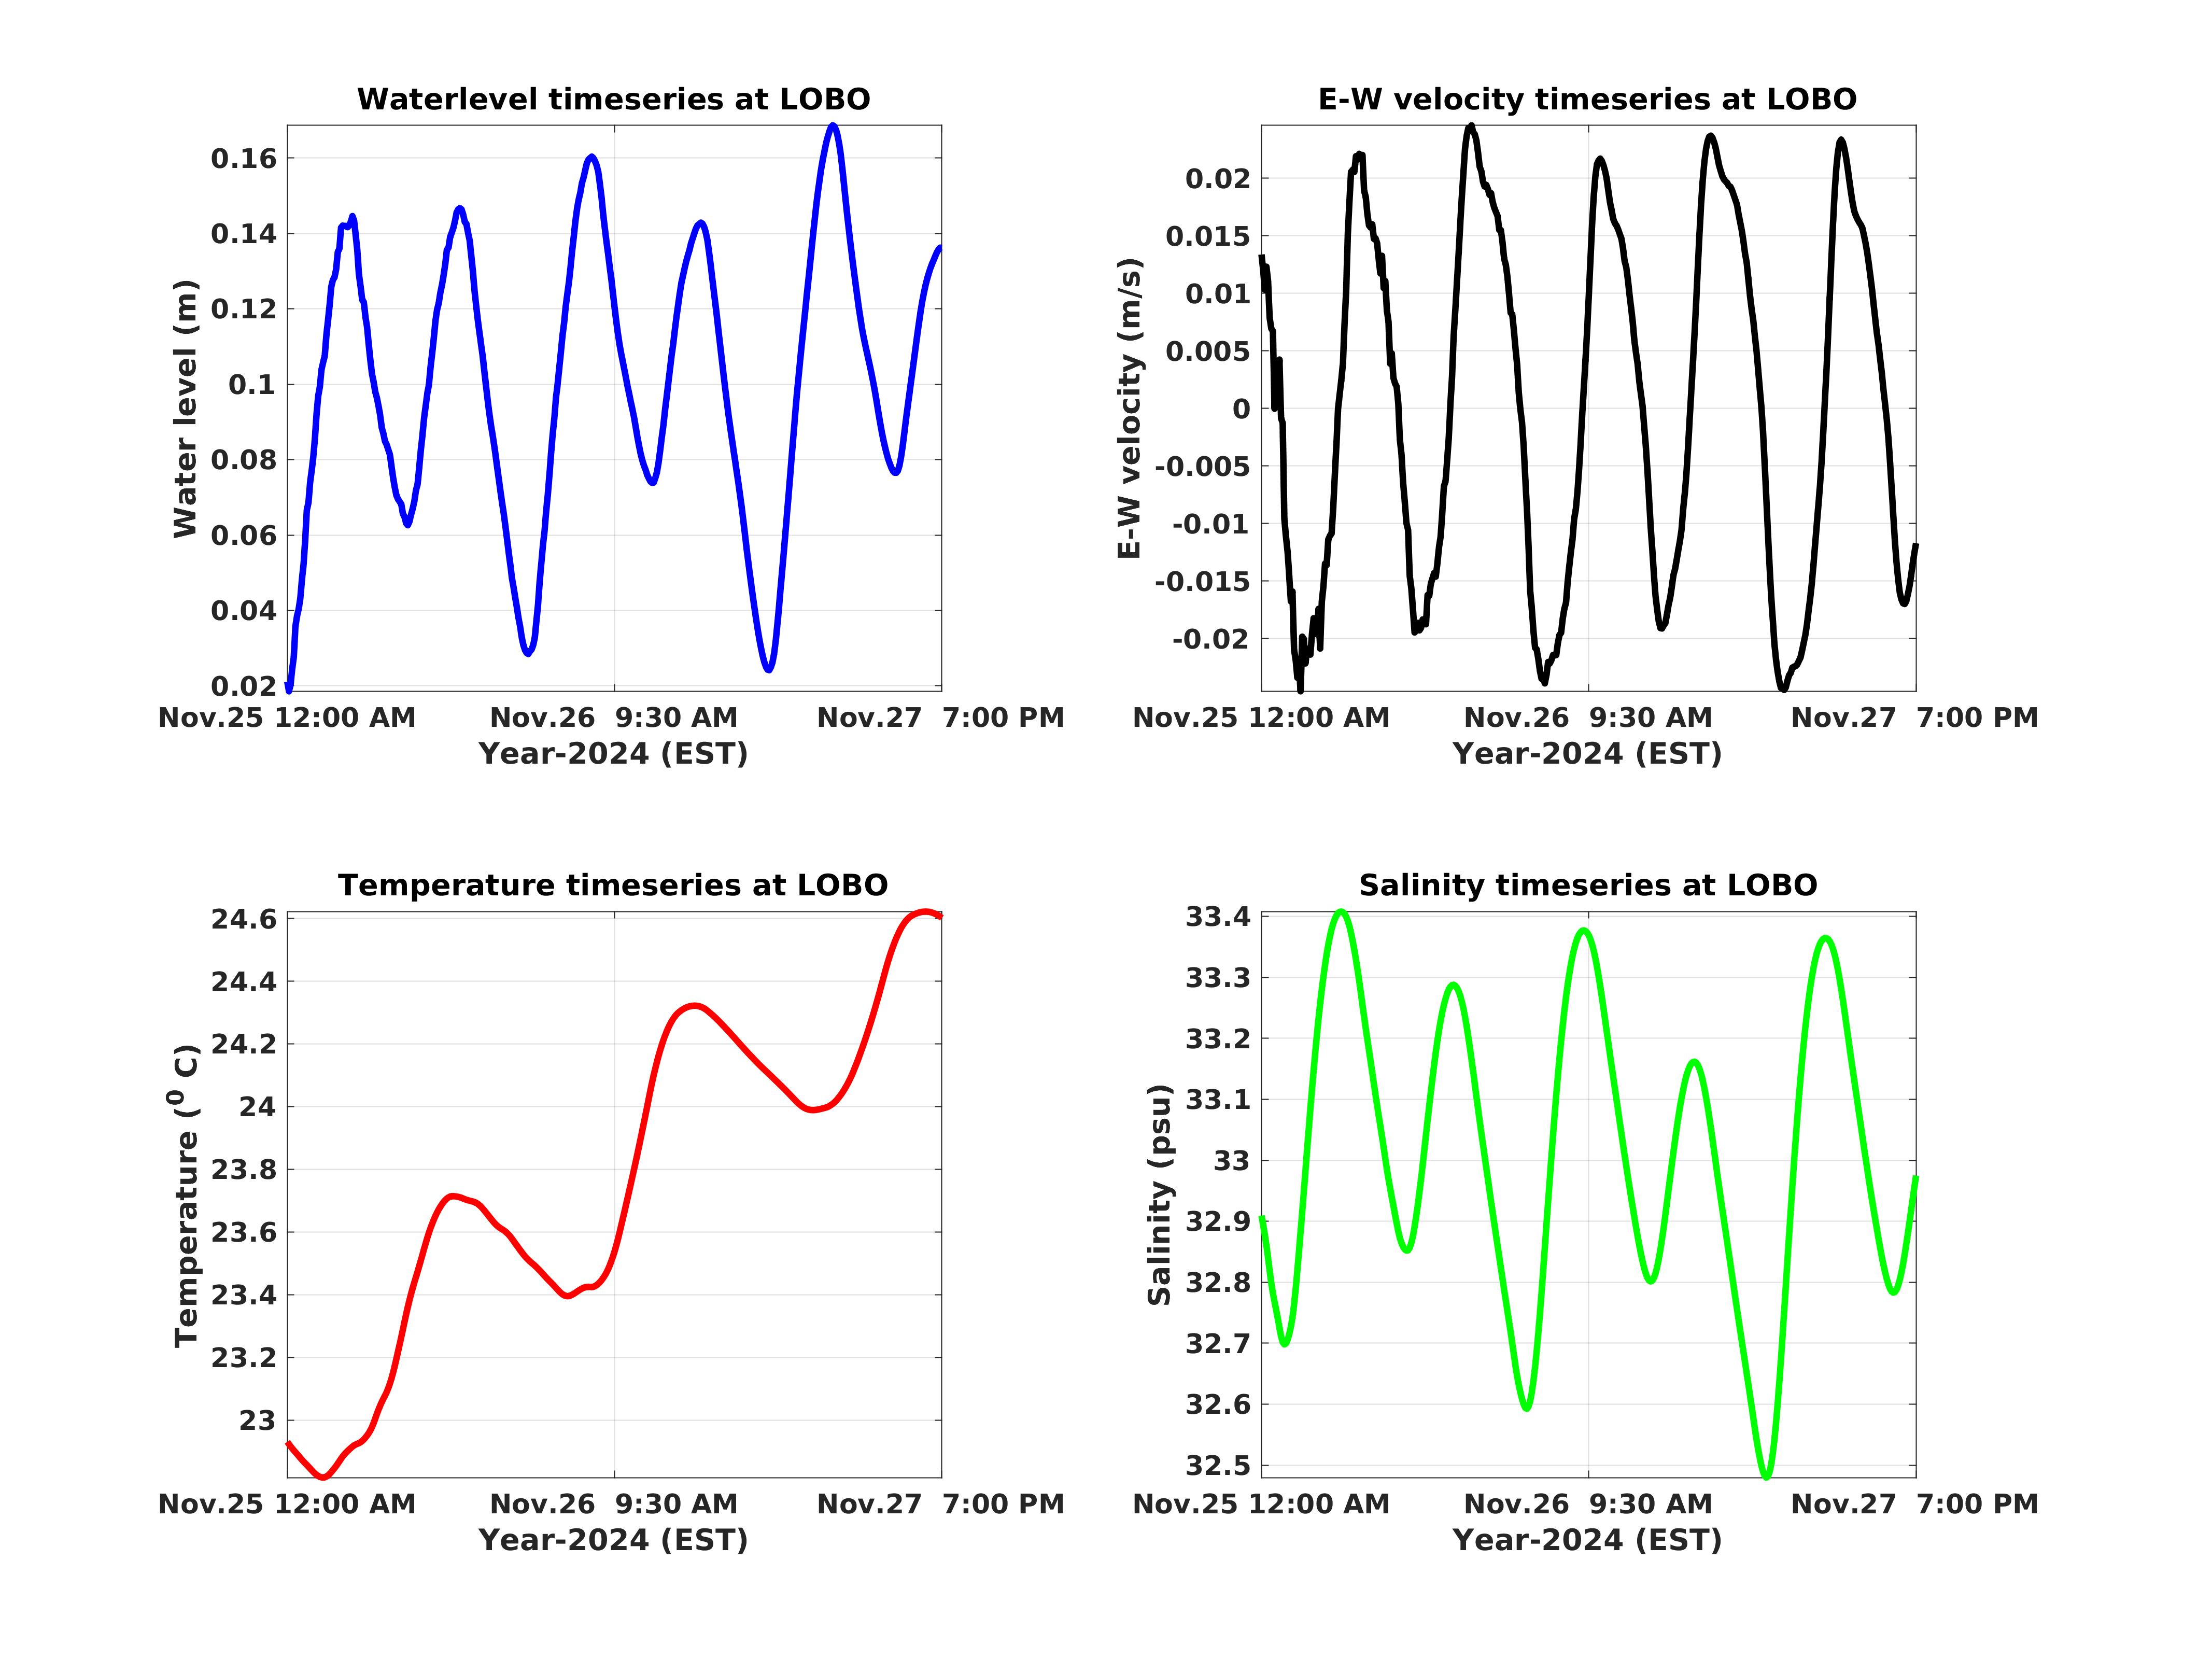 Waterlevel timeseries at LOBO
0.16
0.14
0.12
0.1
0.08
0.06
0.04
0.02
Water level (m)
Nov.25 12:00 AM Nov.26 9:30 AM Nov.27 7:00 PM
Year-2024 (EST)
E-W velocity timeseries at LOBO
0.02
0.015
0.01
0.005
0
-0.005
-0.01
-0.015
-0.02
E-W velocity (m/s)
Nov.25 12:00 AM Nov.26 9:30 AM Nov.27 7:00 PM
Year-2024 (EST)
Temperature timeseries at LOBO
24.6
24.4
24.2
24
23.8
23.6
23.4
23.2
23
Temperature (⁰ C)
Nov.25 12:00 AM Nov.26 9:30 AM Nov.27 7:00 PM
Year-2024 (EST)
Salinity timeseries at LOBO
33.4
33.3
33.2
33.1
33
32.9
32.8
32.7
32.6
32.5
Salinity (psu)
Nov.25 12:00 AM Nov.26 9:30 AM Nov.27 7:00 PM
Year-2024 (EST)